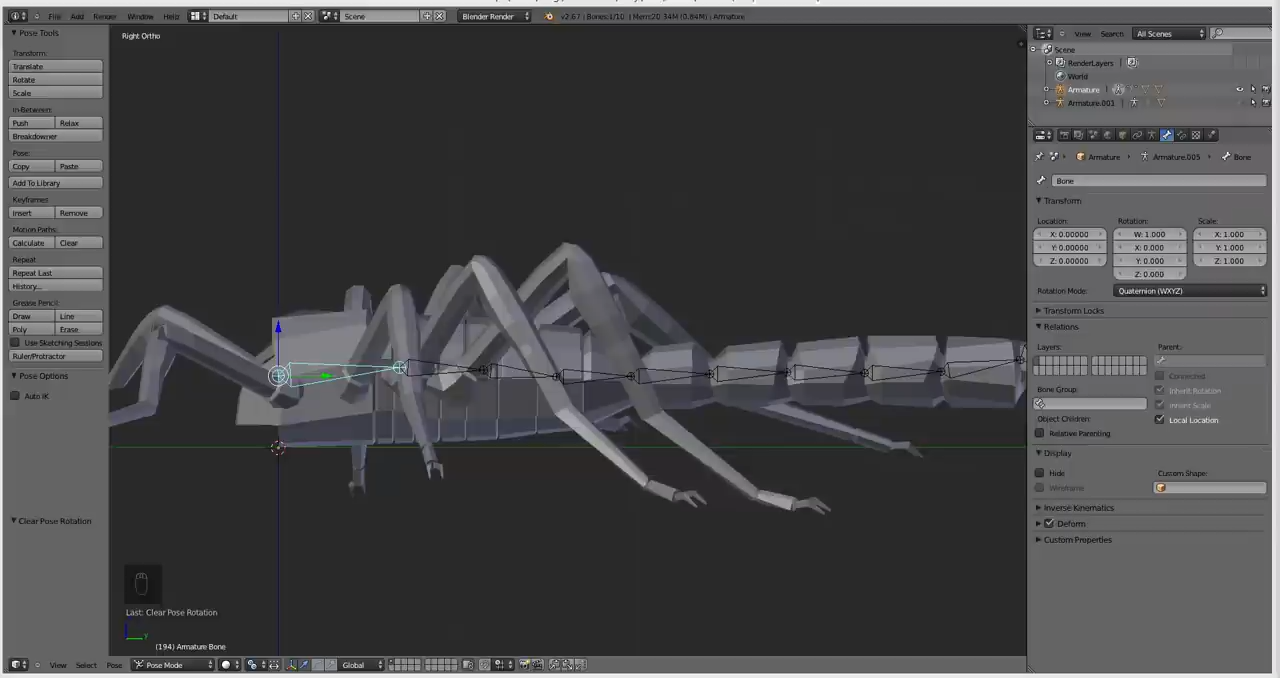 File Add Render Window Help Default Scene Blender Render v2.67 | Bones:1/10 | Mem:20.34M (0.84M) | Armature
Pose Tools
Transform:
Translate
Rotate
Scale
In-Between:
Push Relax
Breakdowner
Pose:
Copy Paste
Add To Library
Keyframes
Insert Remove
Motion Paths:
Calculate Clear
Repeat
Repeat Last
History...
Grease Pencil:
Draw Line
Poly Erase
Use Sketching Sessions
Ruler/Protractor
Pose Options
Auto IK
Clear Pose Rotation
Right Ortho
Last: Clear Pose Rotation
y
(194) Armature Bone
View Select Pose Pose Mode Global
View Search All Scenes
Scene
RenderLayers
World
Armature
Armature.001
Armature Armature.005 Bone
Bone
Transform
Location: Rotation: Scale:
X: 0.00000 W: 1.000 X: 1.000
Y: 0.00000 X: 0.000 Y: 1.000
Z: 0.00000 Y: 0.000 Z: 1.000
Z: 0.000
Rotation Mode: Quaternion (WXYZ)
Transform Locks
Relations
Layers: Parent:
Connected
Bone Group: Inherit Rotation
Inherit Scale
Object Children: Local Location
Relative Parenting
Display
Hide Custom Shape:
Wireframe
Inverse Kinematics
Deform
Custom Properties